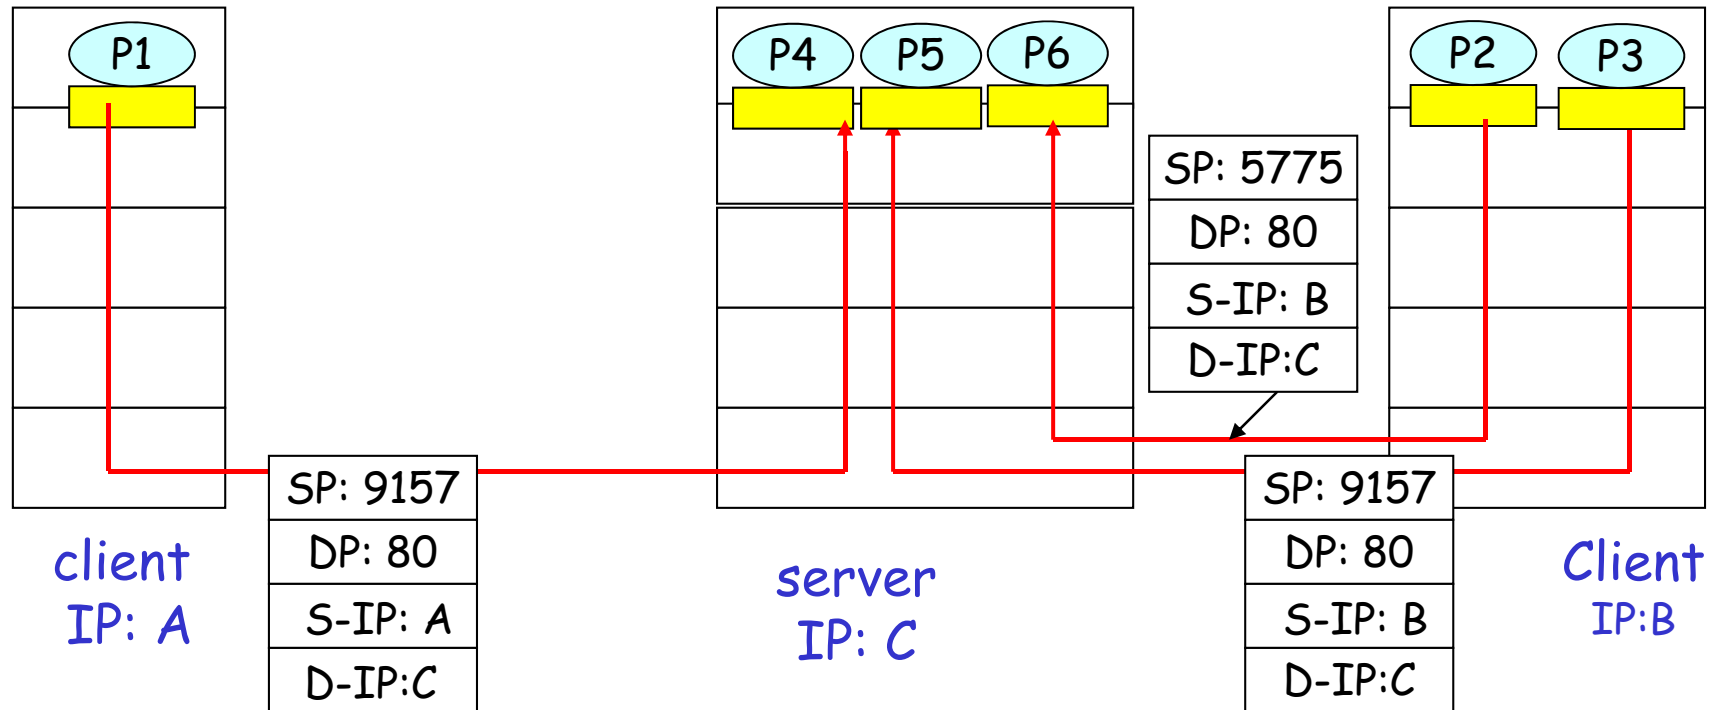 P1
P4
P5
P6
P2
P3
SP: 5775
DP: 80
S-IP: B
D-IP:C
SP: 9157
DP: 80
S-IP: A
D-IP:C
SP: 9157
DP: 80
S-IP: B
D-IP:C
client
IP: A
server
IP: C
Client
IP:B